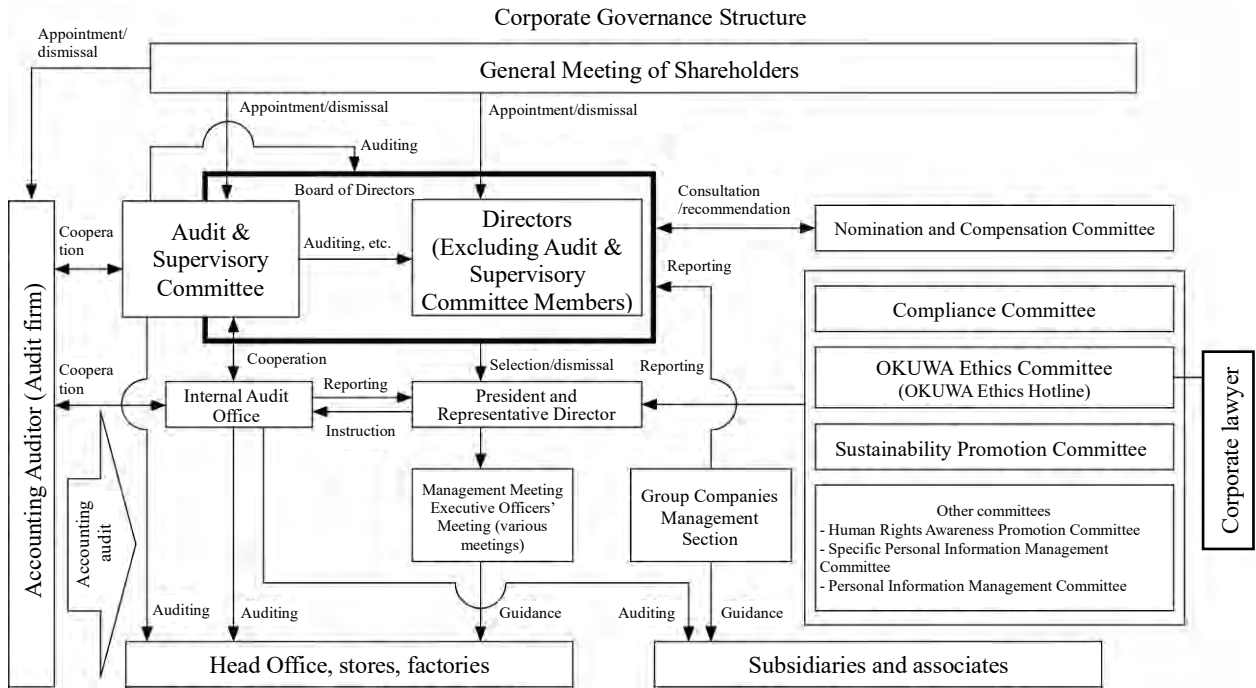 Corporate Governance Structure
Appointment/
dismissal
General Meeting of Shareholders
Appointment/dismissal
Appointment/dismissal
Auditing
Board of Directors
Consultation
/recommendation
Coopera
tion
Audit &
Supervisory
Committee
Auditing, etc.
Directors
(Excluding Audit &
Supervisory
Committee Members)
Nomination and Compensation Committee
Reporting
Compliance Committee
Cooperation
Selection/dismissal
Reporting
OKUWA Ethics Committee
(OKUWA Ethics Hotline)
Coopera
tion
Internal Audit
Office
Reporting
Instruction
President and
Representative Director
Sustainability Promotion Committee
Corporate lawyer
Accounting Auditor (Audit firm)
Accounting
audit
Management Meeting
Executive Officers’
Meeting (various
meetings)
Group Companies
Management
Section
Other committees
- Human Rights Awareness Promotion Committee
- Specific Personal Information Management
Committee
- Personal Information Management Committee
Auditing
Auditing
Guidance
Auditing
Guidance
Head Office, stores, factories
Subsidiaries and associates